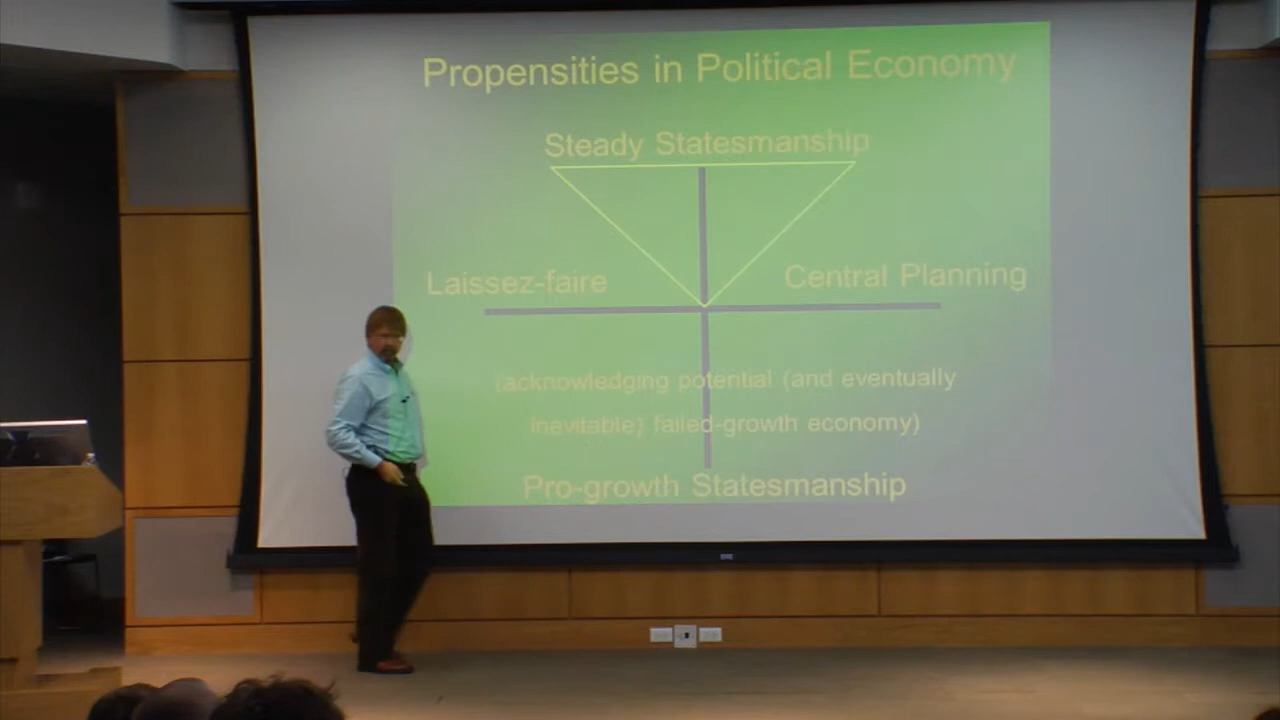 Propensities in Political Economy
Steady Statesmanship
Laissez-faire
Central Planning
(acknowledging potential (and eventually
inevitable) failed-growth economy)
Pro-growth Statesmanship